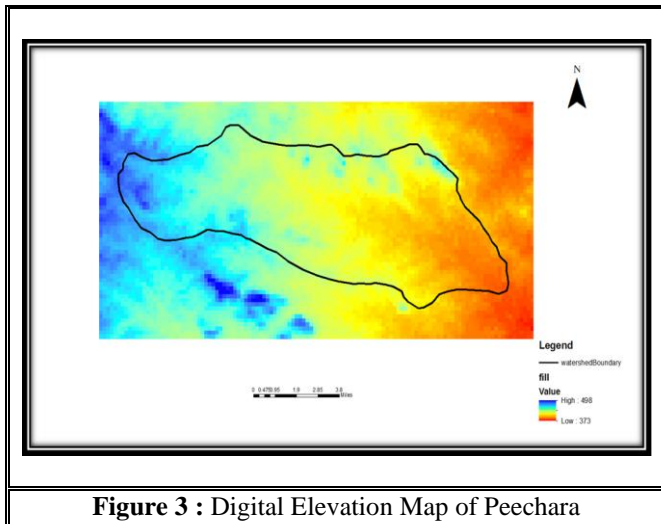 N
Legend
watershedBoundary
fill
Value
High : 498
Low : 373
Miles
Figure 3 : Digital Elevation Map of Peechara